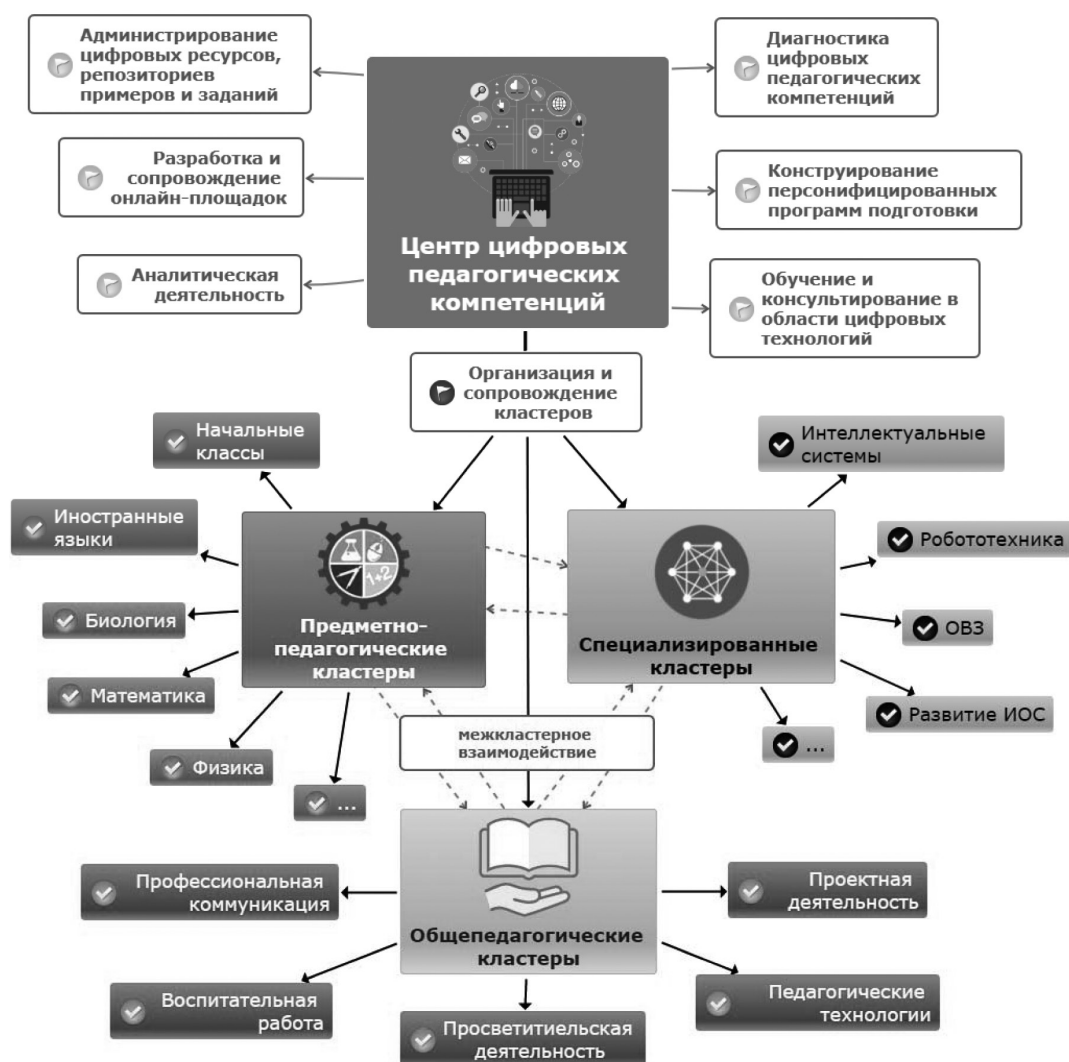 Администрирование
цифровых ресурсов,
репозиториев
примеров и заданий
Диагностика
цифровых
педагогических
компетенций
Разработка и
сопровождение
онлайн-площадок
Конструирование
персонифицированных
программ подготовки
Центр цифровых
педагогических
компетенций
Аналитическая
деятельность
Обучение и
консультирование в
области цифровых
технологий
Организация и
сопровождение
кластеров
Начальные
классы
Интеллектуальные
системы
Иностранные
языки
Робототехника
1+2
Биология
ОВЗ
Предметно-
педагогические
кластеры
Специализированные
кластеры
Математика
Развитие ИОС
Физика
...
...
межкластерное
взаимодействие
Профессиональная
коммуникация
Проектная
деятельность
Общепедагогические
кластеры
Воспитательная
работа
Педагогические
технологии
Просветитиельская
деятельность